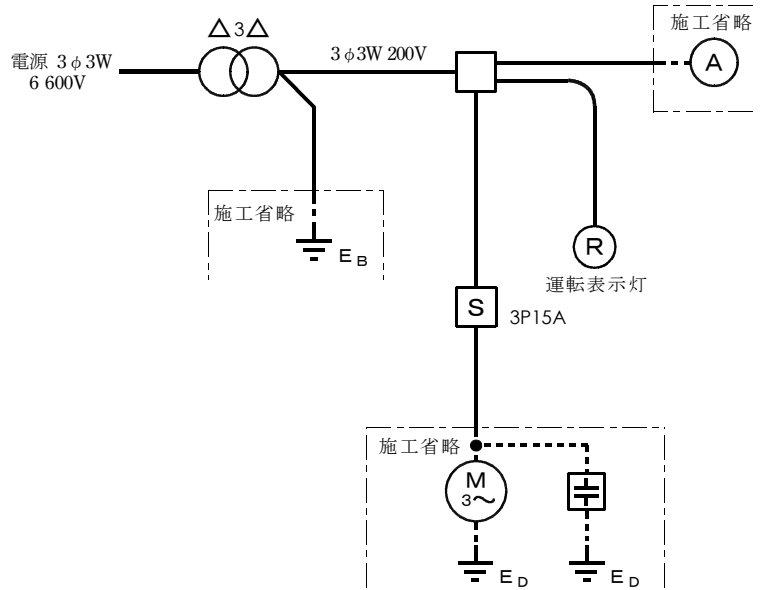 △3△
電源 3φ3W
6 600V
3φ3W 200V
施工省略
A
施工省略
E B
R
運転表示灯
S
3P15A
施工省略
M
3～
E D
E D